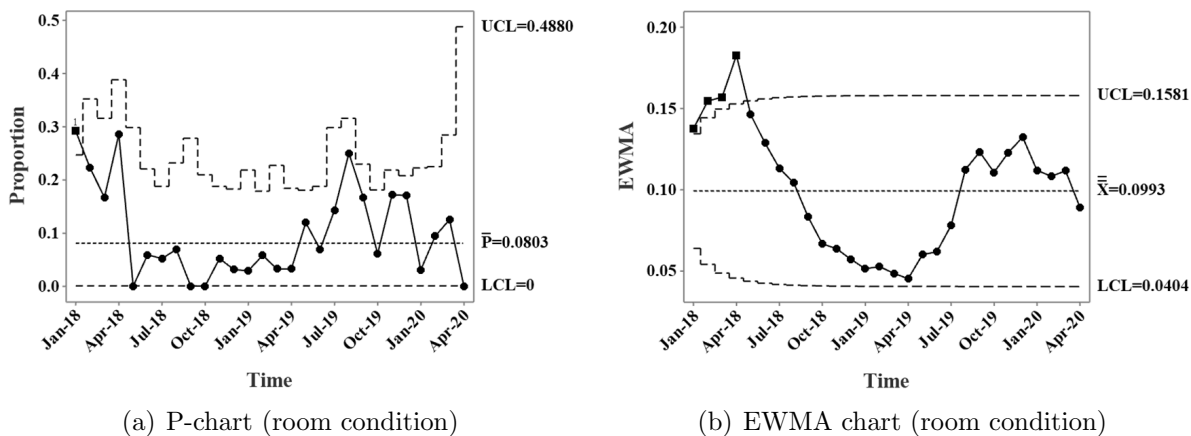 0.5
0.4
0.3
0.2
0.1
0.0
Proportion
UCL=0.4880
P̅=0.0803
LCL=0
Jan-18
Apr-18
Jul-18
Oct-18
Jan-19
Apr-19
Jul-19
Oct-19
Jan-20
Apr-20
Time
(a) P-chart (room condition)
0.20
0.15
0.10
0.05
EWMA
UCL=0.1581
X̿=0.0993
LCL=0.0404
Jan-18
Apr-18
Jul-18
Oct-18
Jan-19
Apr-19
Jul-19
Oct-19
Jan-20
Apr-20
Time
(b) EWMA chart (room condition)